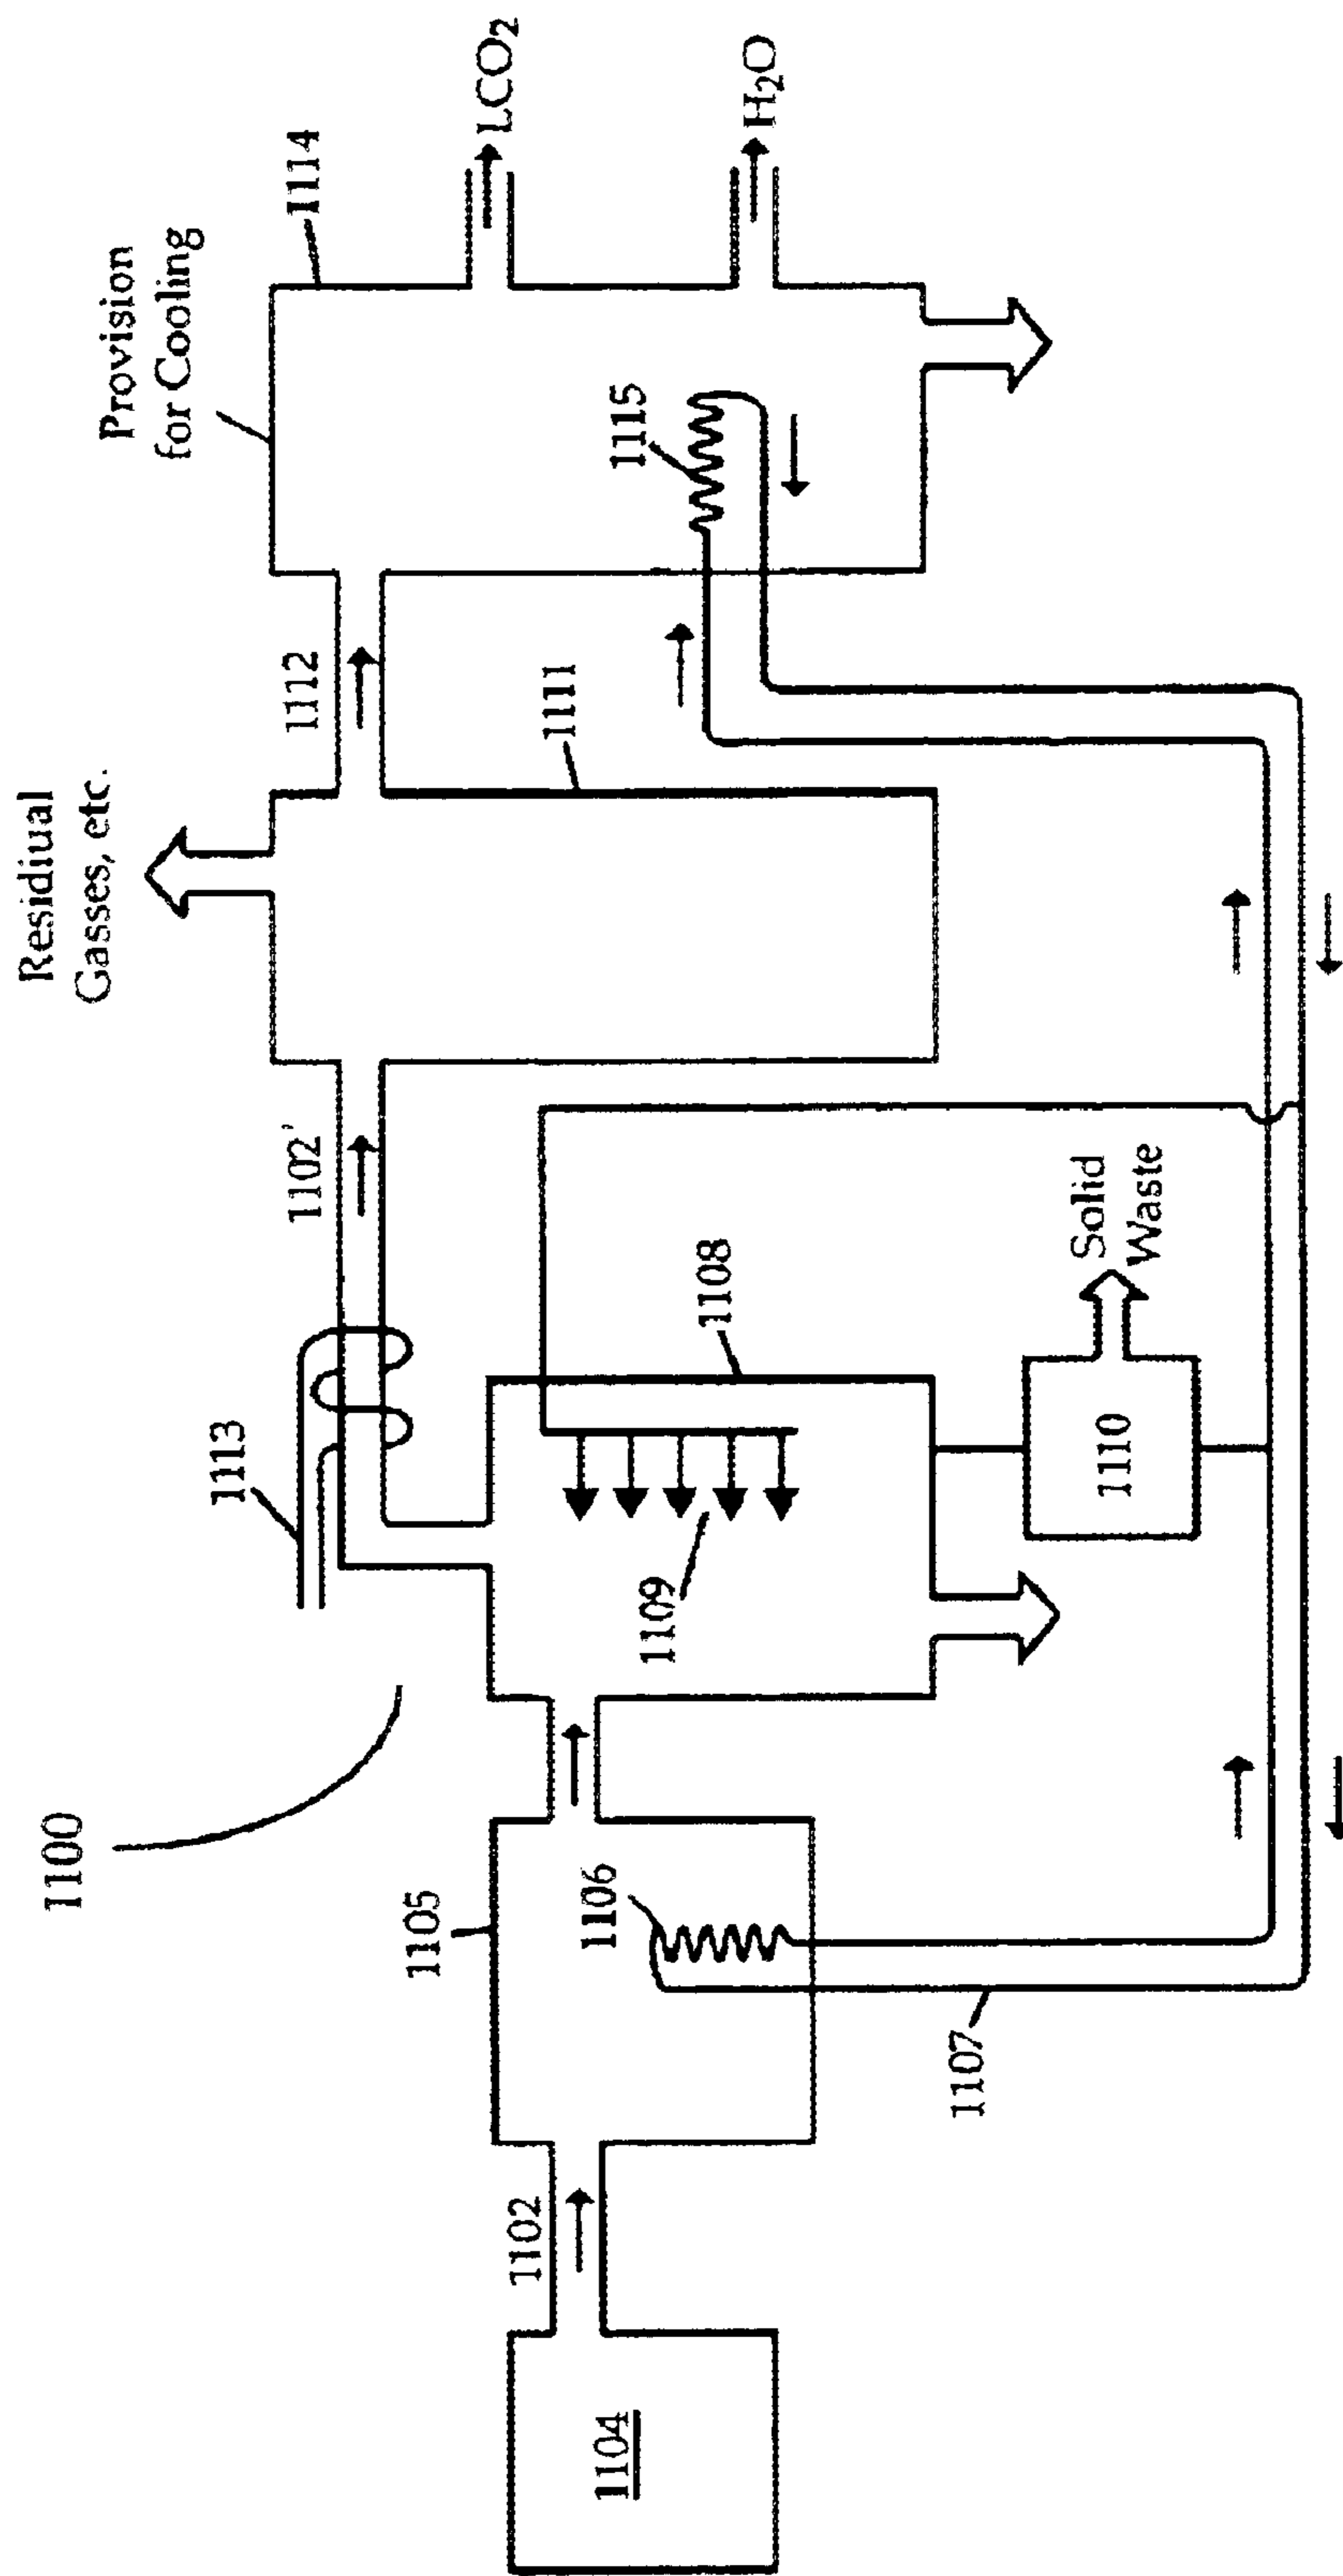 Residiual
Gasses, etc.
Provision
for Cooling
1100
1113
1102'
1112
1114
LCO₂
1105
1111
H₂O
1102
1106
1109
1108
1115
1104
1107
1110
Solid
Waste